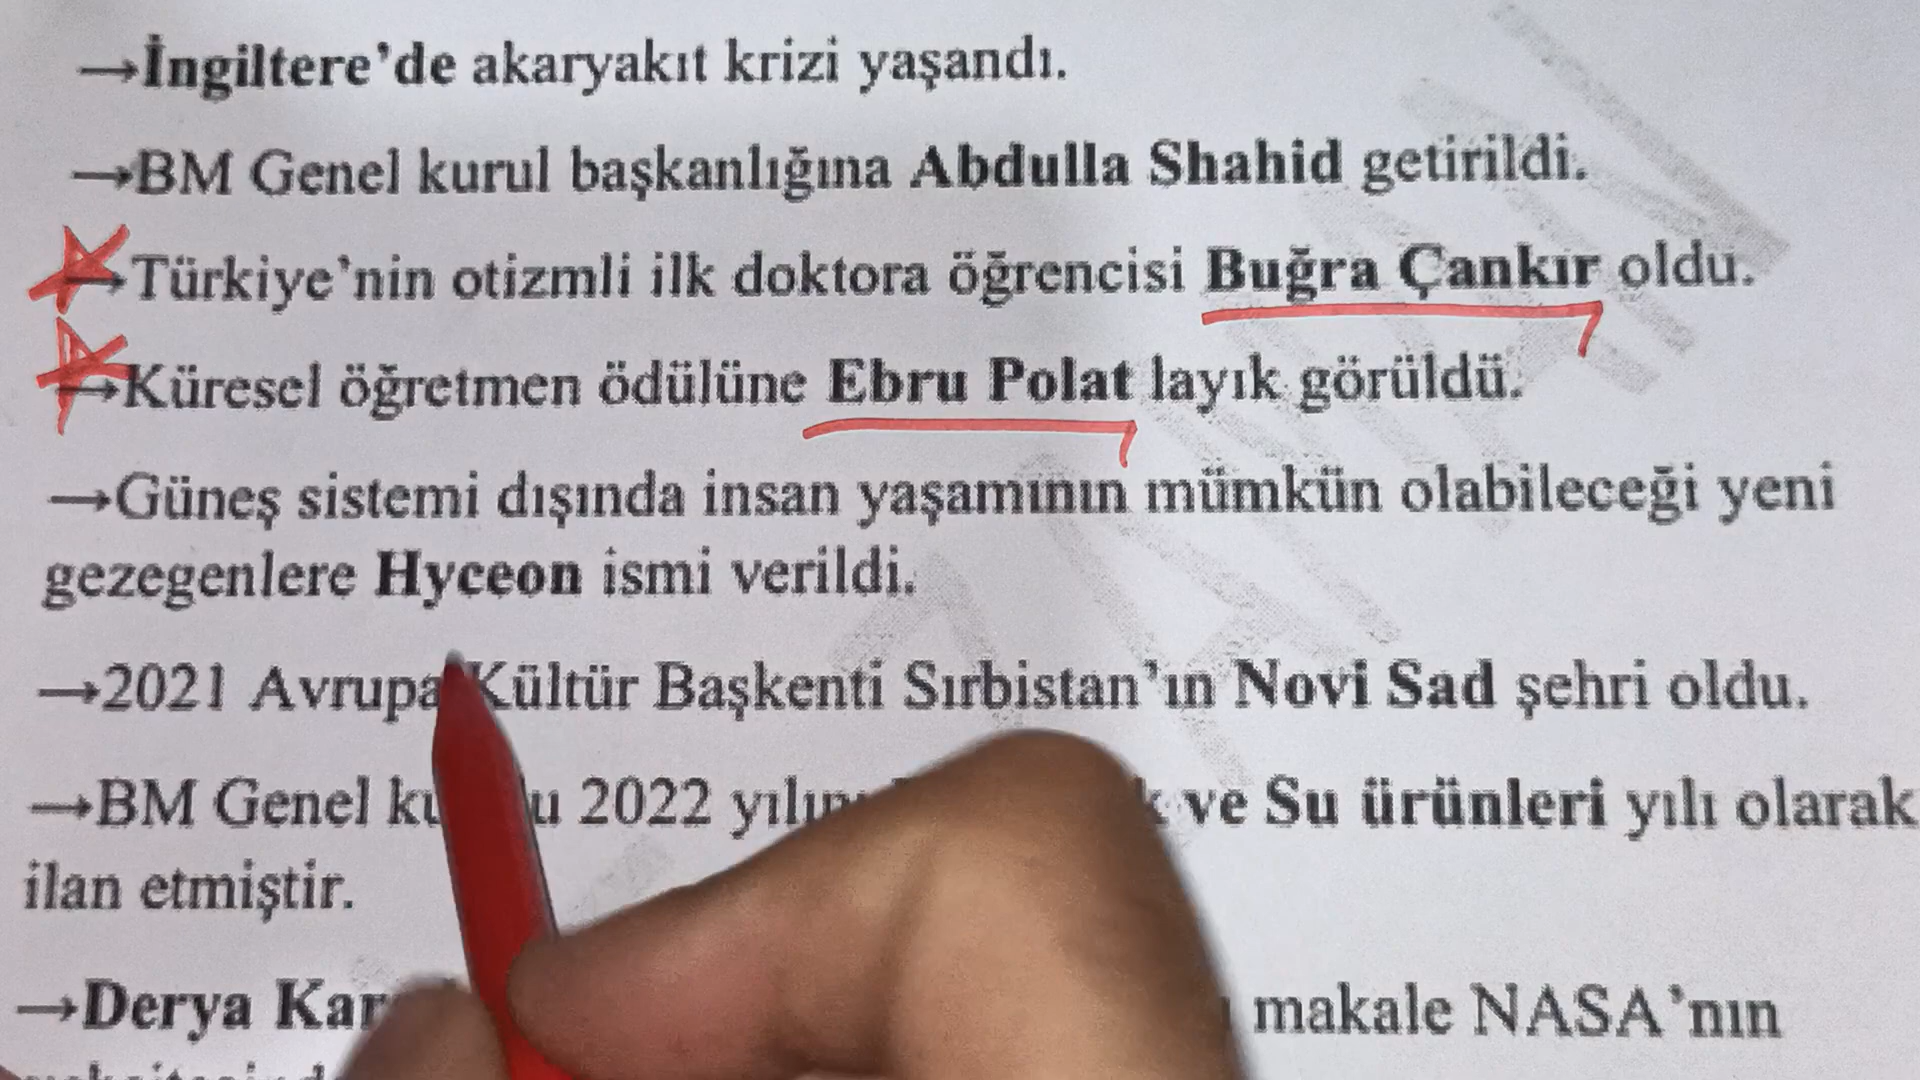 →İngiltere’de akaryakıt krizi yaşandı.
→BM Genel kurul başkanlığına Abdulla Shahid getirildi.
→Türkiye’nin otizmli ilk doktora öğrencisi Buğra Çankır oldu.
→Küresel öğretmen ödülüne Ebru Polat layık görüldü.
→Güneş sistemi dışında insan yaşamının mümkün olabileceği yeni
gezegenlere Hyceon ismi verildi.
→2021 Avrupa Kültür Başkenti Sırbistan’ın Novi Sad şehri oldu.
→BM Genel 2022 ve Su ürünleri yılı olarak
ilan etmiştir.
→Derya makale NASA’nın